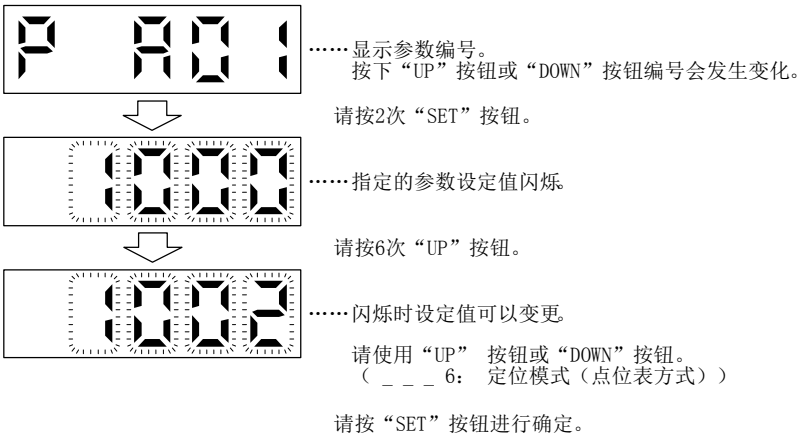 P A01
……显示参数编号。
按下“UP”按钮或“DOWN”按钮编号会发生变化。
请按2次“SET”按钮。
1000
……指定的参数设定值闪烁。
请按6次“UP”按钮。
1002
……闪烁时设定值可以变更。
请使用“UP” 按钮或“DOWN”按钮。
( _ _ _ 6: 定位模式(点位表方式))
请按“SET”按钮进行确定。